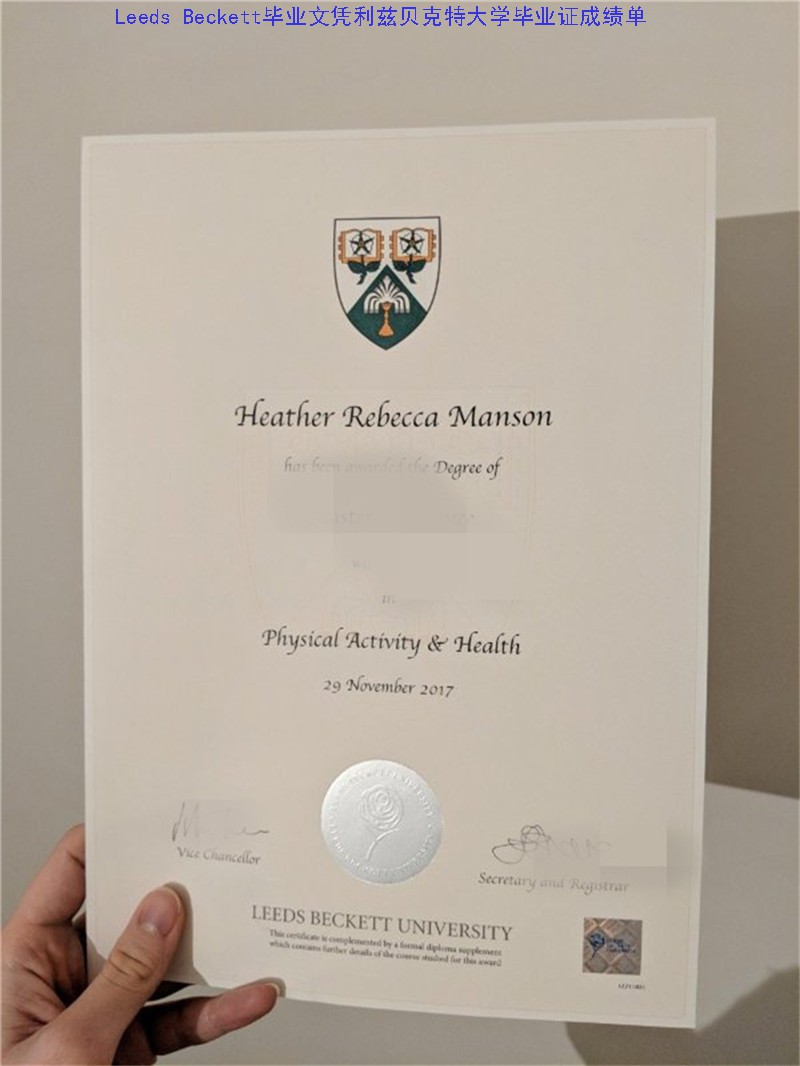 Leeds Beckett毕业文凭利兹贝克特大学毕业证成绩单
Heather Rebecca Manson
has been awarded the Degree of
in
Physical Activity & Health
29 November 2017
Vice Chancellor
Secretary and Registrar
LEEDS BECKETT UNIVERSITY
This certificate is complemented by a formal diploma supplement
which contains further details of the course studied for this award